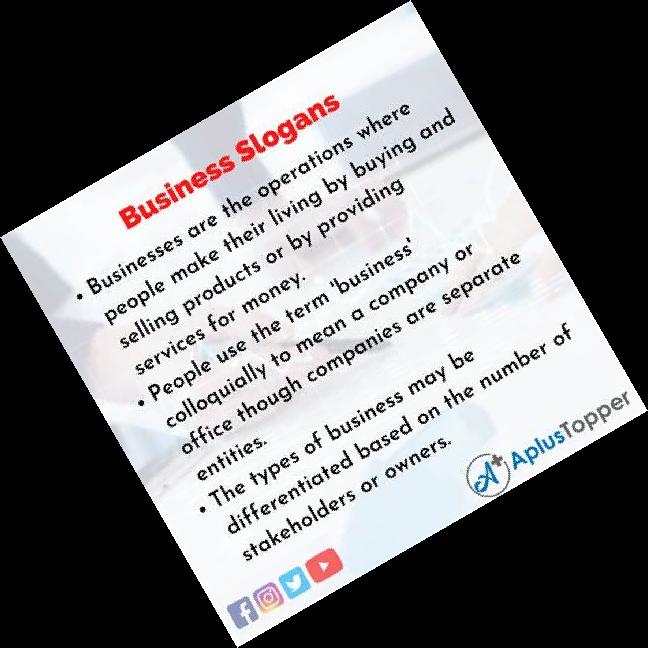 Business Slogans
• Businesses are the operations where
people make their living by buying and
selling products or by providing
services for money.
• People use the term 'business'
colloquially to mean a company or
office though companies are separate
entities.
• The types of business may be
differentiated based on the number of
stakeholders or owners.
A+ AplusTopper